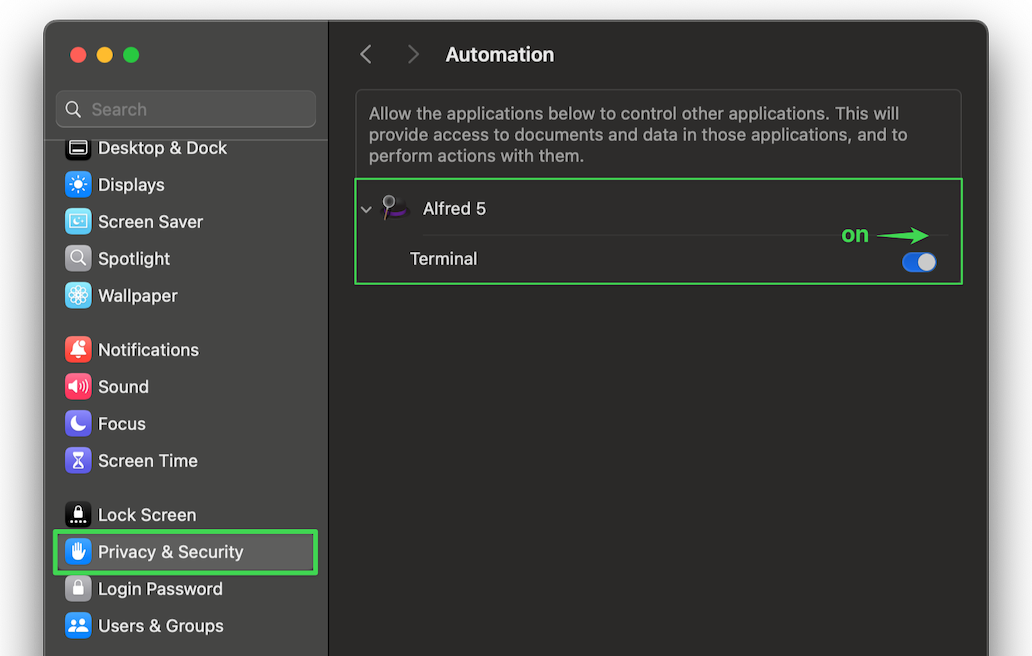 Automation
Search
Allow the applications below to control other applications. This will
provide access to documents and data in those applications, and to
perform actions with them.
Desktop & Dock
Displays
Screen Saver
Spotlight
Wallpaper
Notifications
Sound
Focus
Screen Time
Lock Screen
Privacy & Security
Login Password
Users & Groups
Alfred 5
on
Terminal